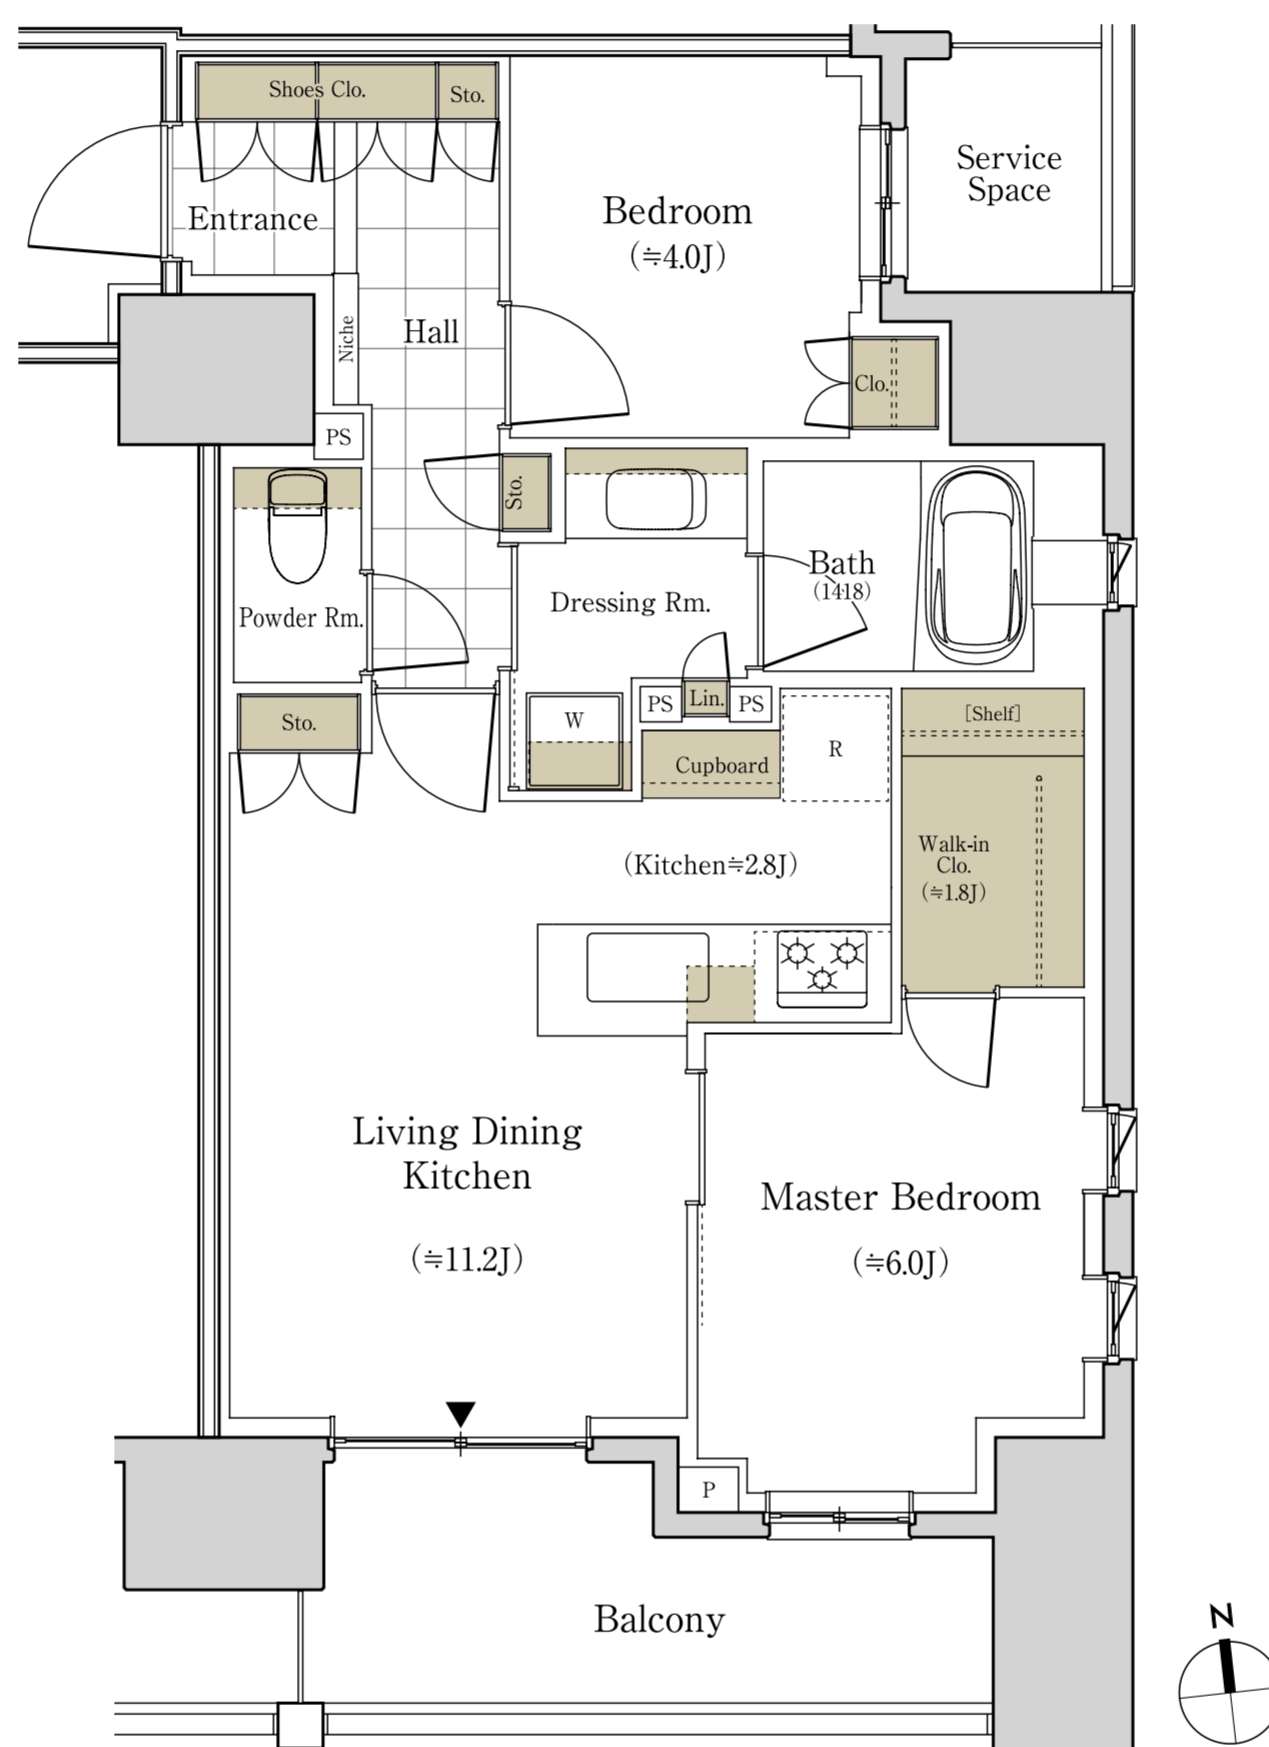 Shoes Clo.
Sto.
Service
Space
Entrance
Bedroom
(≒4.0J)
Niche
Hall
Clo.
PS
Sto.
Bath
(1418)
Dressing Rm.
Powder Rm.
PS
Lin.
PS
[Shelf]
Sto.
W
R
Cupboard
Walk-in
Clo.
(≒1.8J)
(Kitchen≒2.8J)
Living Dining
Kitchen
(≒11.2J)
Master Bedroom
(≒6.0J)
P
Balcony
N